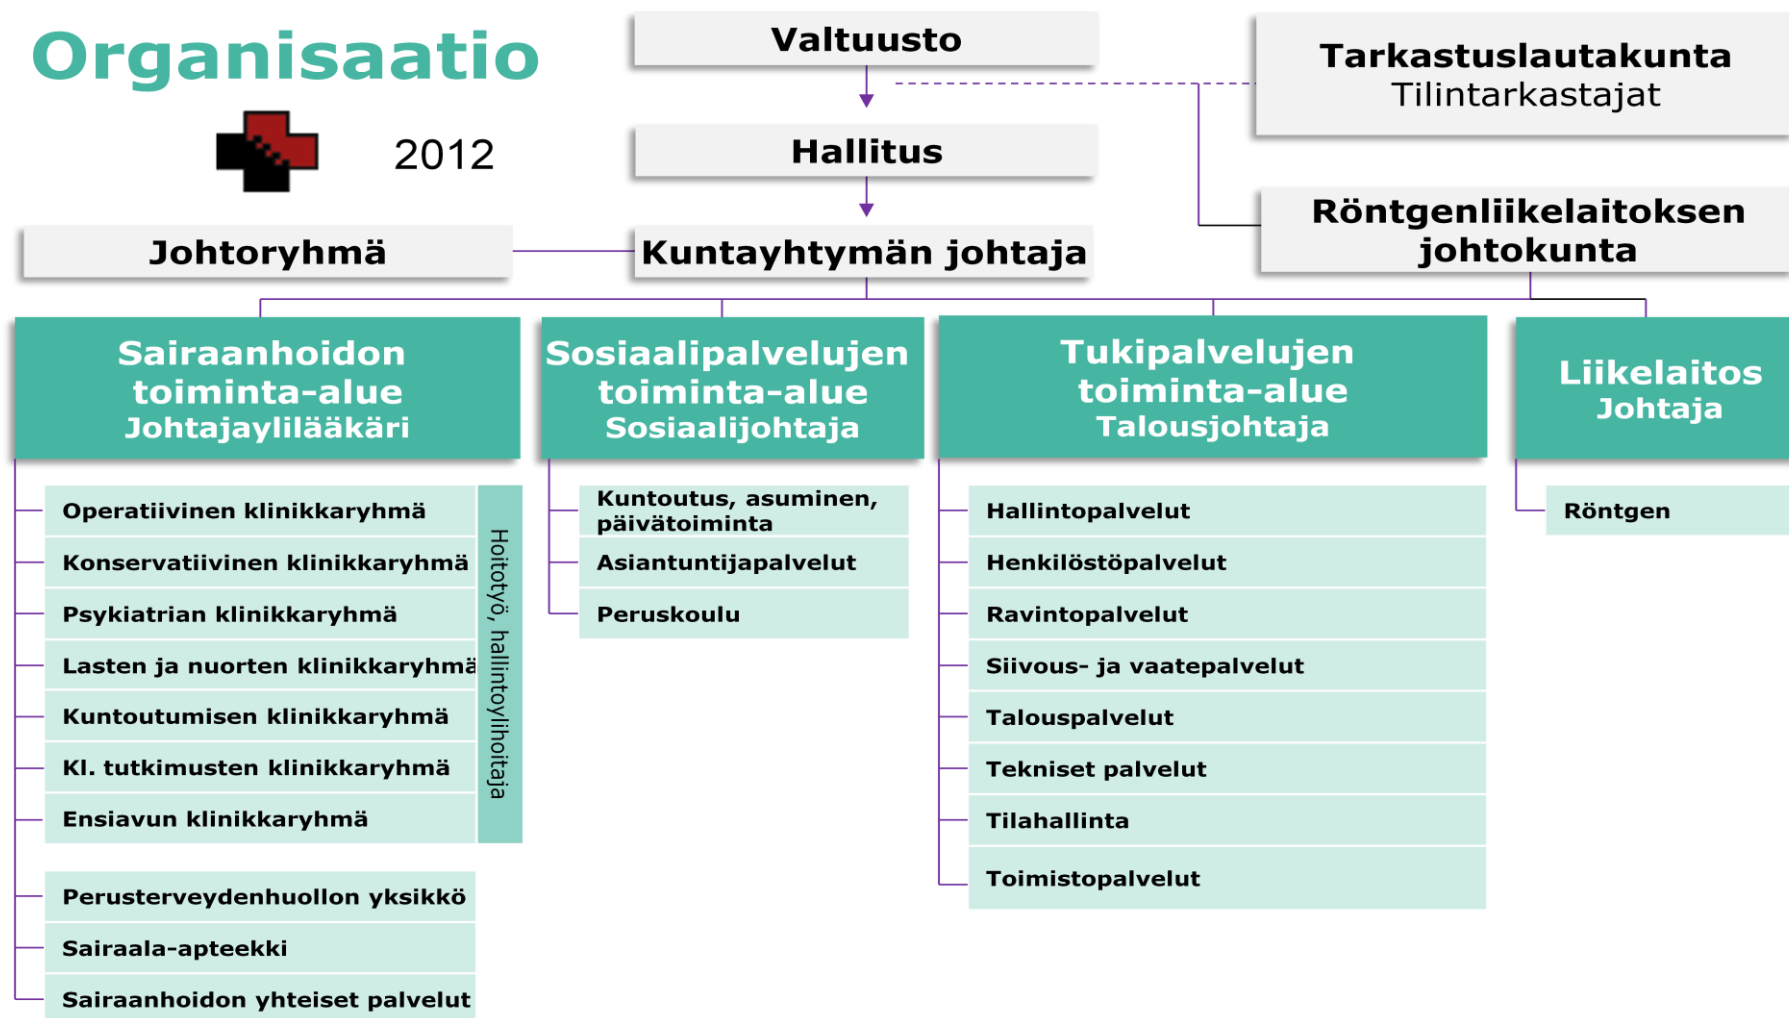 Organisaatio
2012
Valtuusto
Tarkastuslautakunta
Tilintarkastajat
Hallitus
Röntgenliikelaitoksen
johtokunta
Johtoryhmä
Kuntayhtymän johtaja
Sairaanhoidon
toiminta-alue
Johtajaylilääkäri
Operatiivinen klinikkaryhmä
Konservatiivinen klinikkaryhmä
Psykiatrian klinikkaryhmä
Lasten ja nuorten klinikkaryhmä
Kuntoutumisen klinikkaryhmä
Kl. tutkimusten klinikkaryhmä
Ensiavun klinikkaryhmä
Hoitotyö, hallintoylihoitaja
Perusterveydenhuollon yksikkö
Sairaala-apteekki
Sairaanhoidon yhteiset palvelut
Sosiaalipalvelujen
toiminta-alue
Sosiaalijohtaja
Kuntoutus, asuminen,
päivätoiminta
Asiantuntijapalvelut
Peruskoulu
Tukipalvelujen
toiminta-alue
Talousjohtaja
Hallintopalvelut
Henkilöstöpalvelut
Ravintopalvelut
Siivous- ja vaatepalvelut
Talouspalvelut
Tekniset palvelut
Tilahallinta
Toimistopalvelut
Liikelaitos
Johtaja
Röntgen